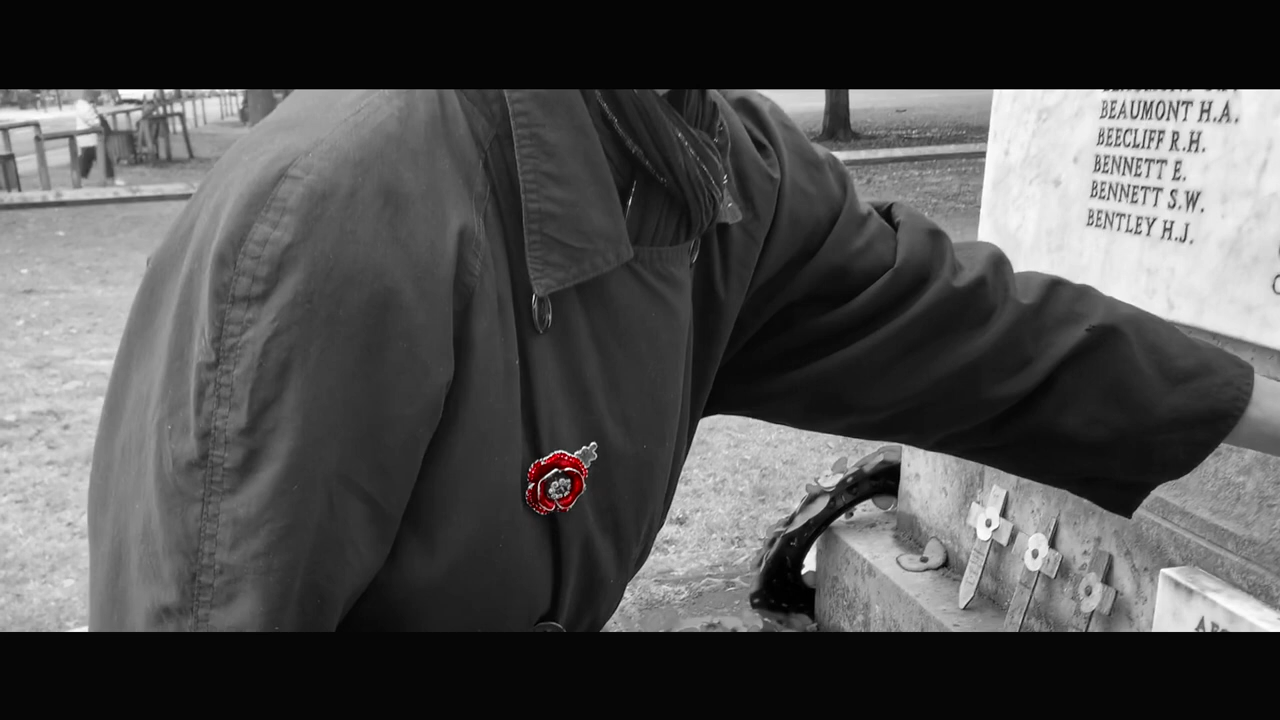 BEAUMONT H.A.
BEECLIFF R.H.
BENNETT E.
BENNETT S.W.
BENTLEY H.J.